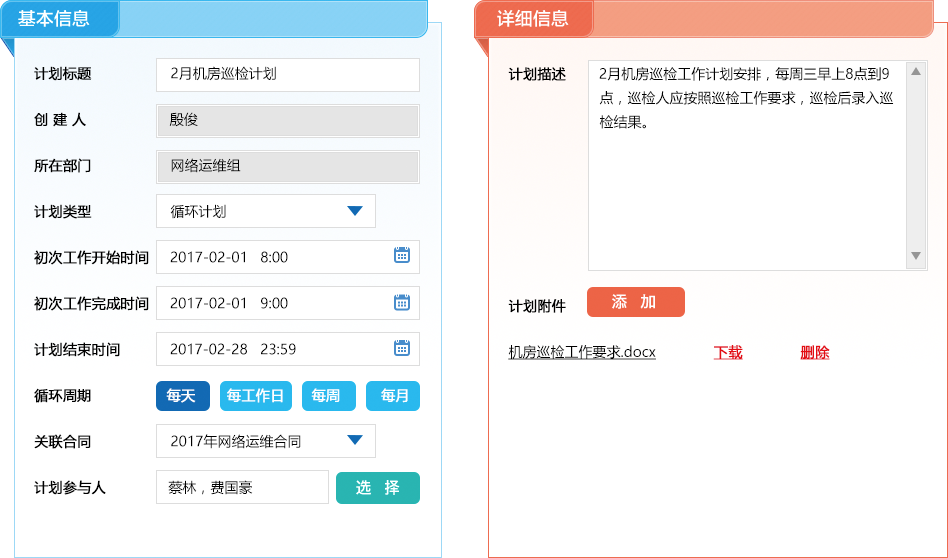 基本信息
计划标题 2月机房巡检计划
创 建 人 殷俊
所在部门 网络运维组
计划类型 循环计划
初次工作开始时间 2017-02-01 8:00
初次工作完成时间 2017-02-01 9:00
计划结束时间 2017-02-28 23:59
循环周期 每天 每工作日 每周 每月
关联合同 2017年网络运维合同
计划参与人 蔡林，费国豪 选 择
详细信息
计划描述 2月机房巡检工作计划安排，每周三早上8点到9
点，巡检人应按照巡检工作要求，巡检后录入巡
检结果。
计划附件 添 加
机房巡检工作要求.docx 下载 删除